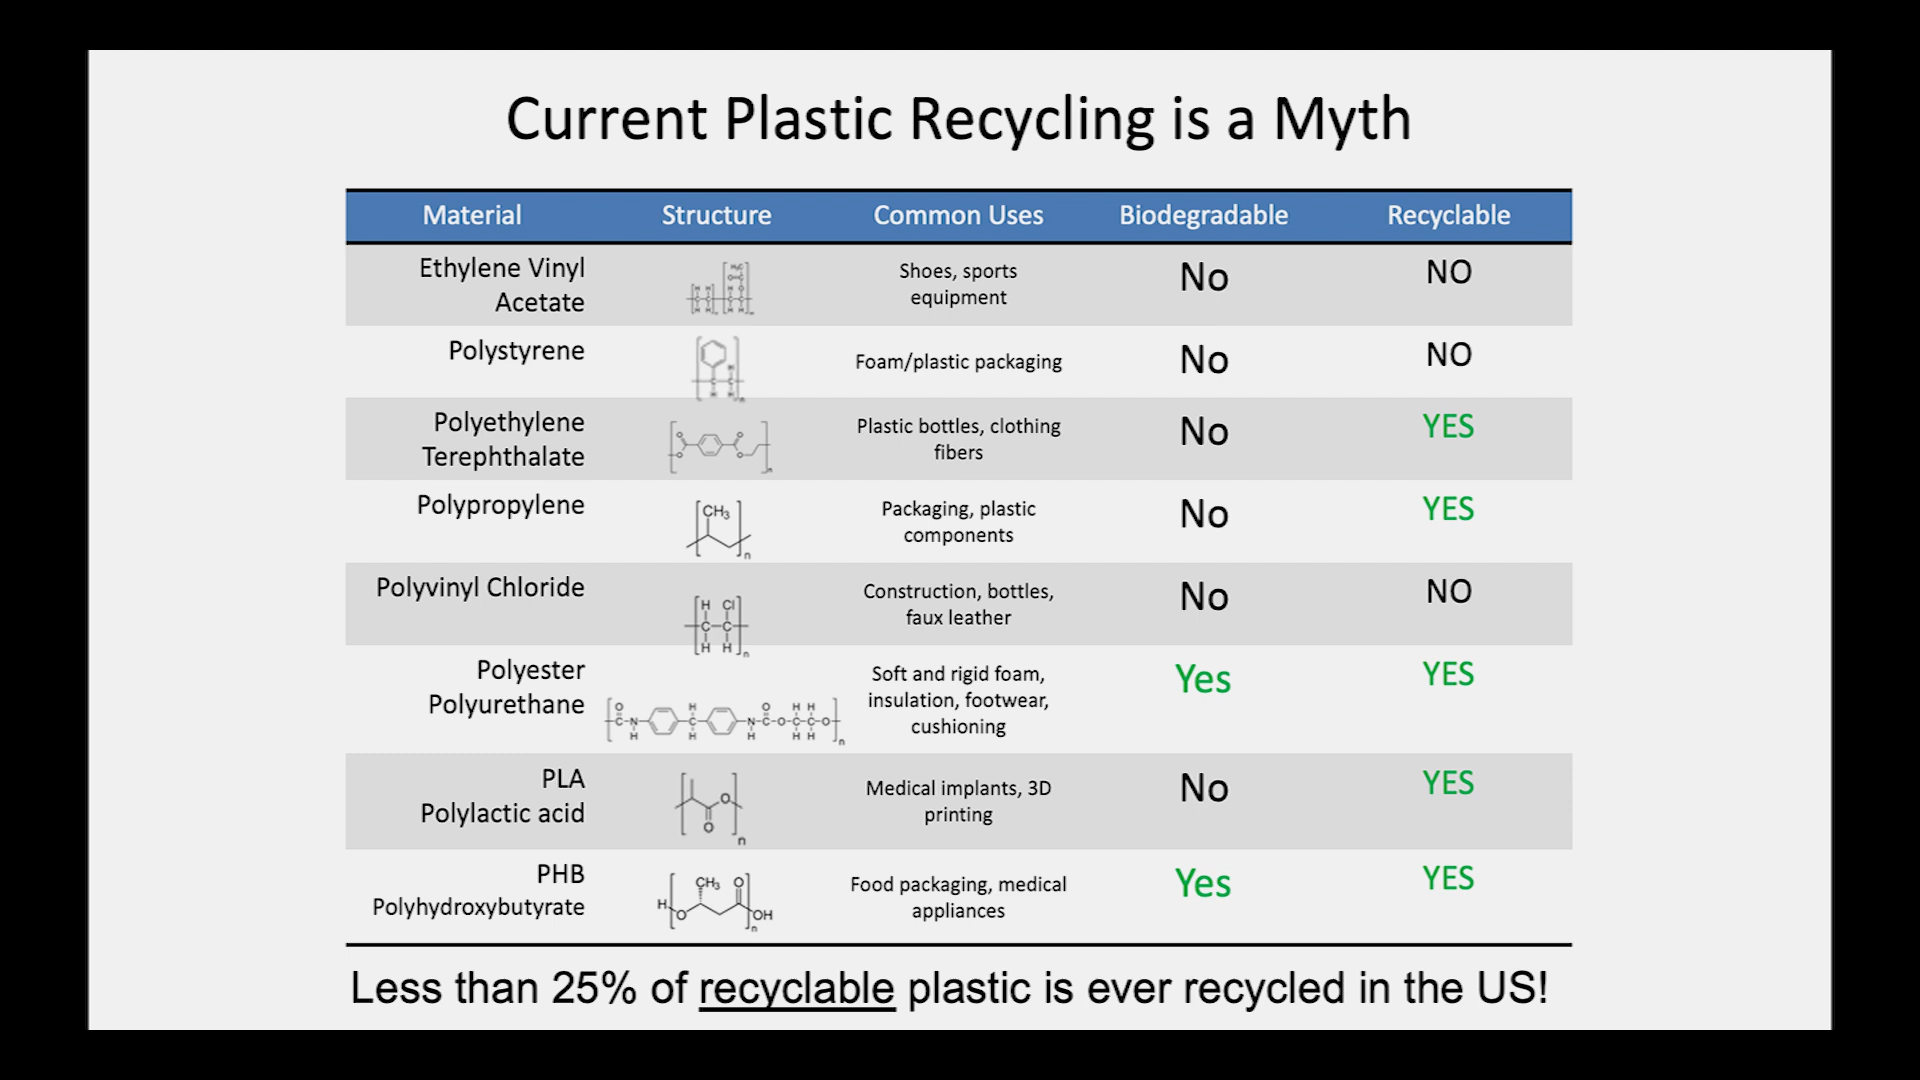 Current Plastic Recycling is a Myth
Material Structure Common Uses Biodegradable Recyclable
Ethylene Vinyl
Acetate
Shoes, sports
equipment
No
NO
Polystyrene
Foam/plastic packaging
No
NO
Polyethylene
Terephthalate
Plastic bottles, clothing
fibers
No
YES
Polypropylene
CH3
n
Packaging, plastic
components
No
YES
Polyvinyl Chloride
H Cl
C C
H H
n
Construction, bottles,
faux leather
No
NO
Polyester
Polyurethane
Soft and rigid foam,
insulation, footwear,
cushioning
Yes
YES
PLA
Polylactic acid
O
O
n
Medical implants, 3D
printing
No
YES
PHB
Polyhydroxybutyrate
CH3 O
H
O
OH
n
Food packaging, medical
appliances
Yes
YES
Less than 25% of recyclable plastic is ever recycled in the US!